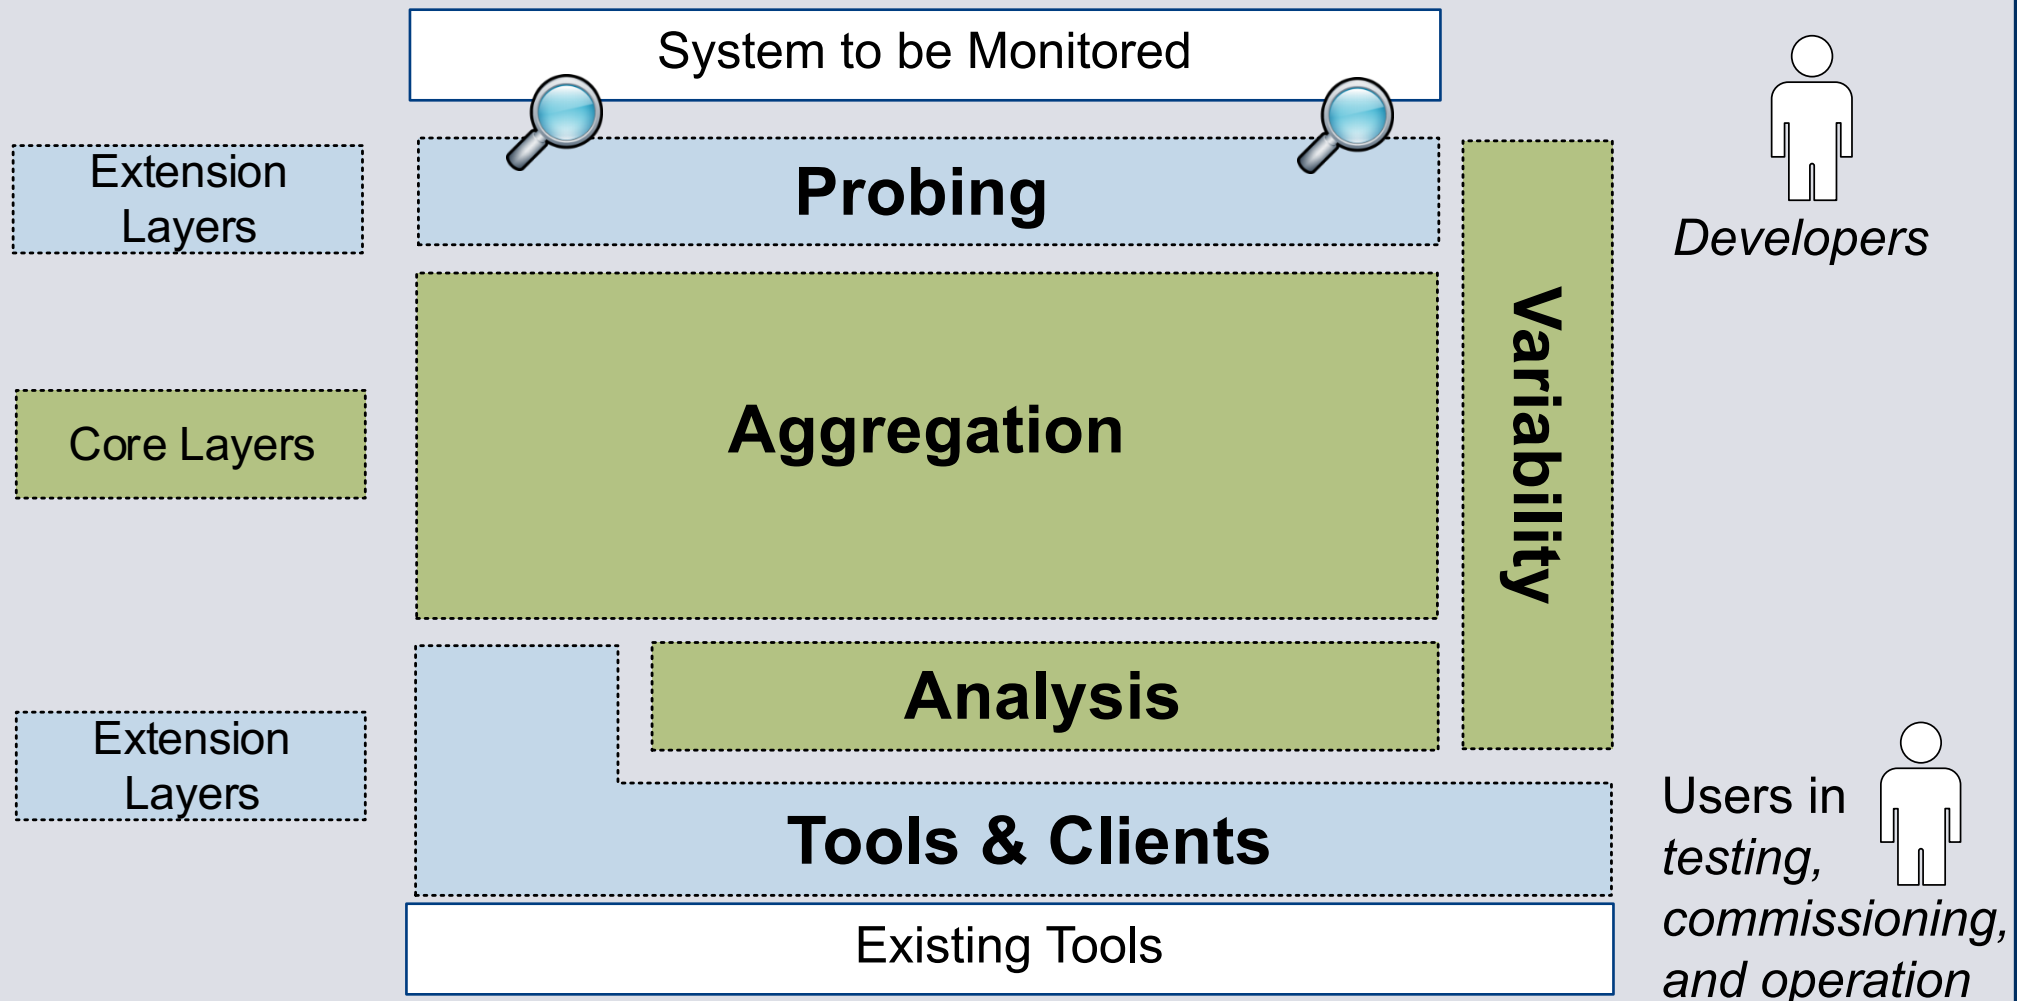 System to be Monitored
Extension
Layers
Probing
Developers
Variability
Core Layers
Aggregation
Analysis
Extension
Layers
Tools & Clients
Existing Tools
Users in
testing,
commissioning,
and operation